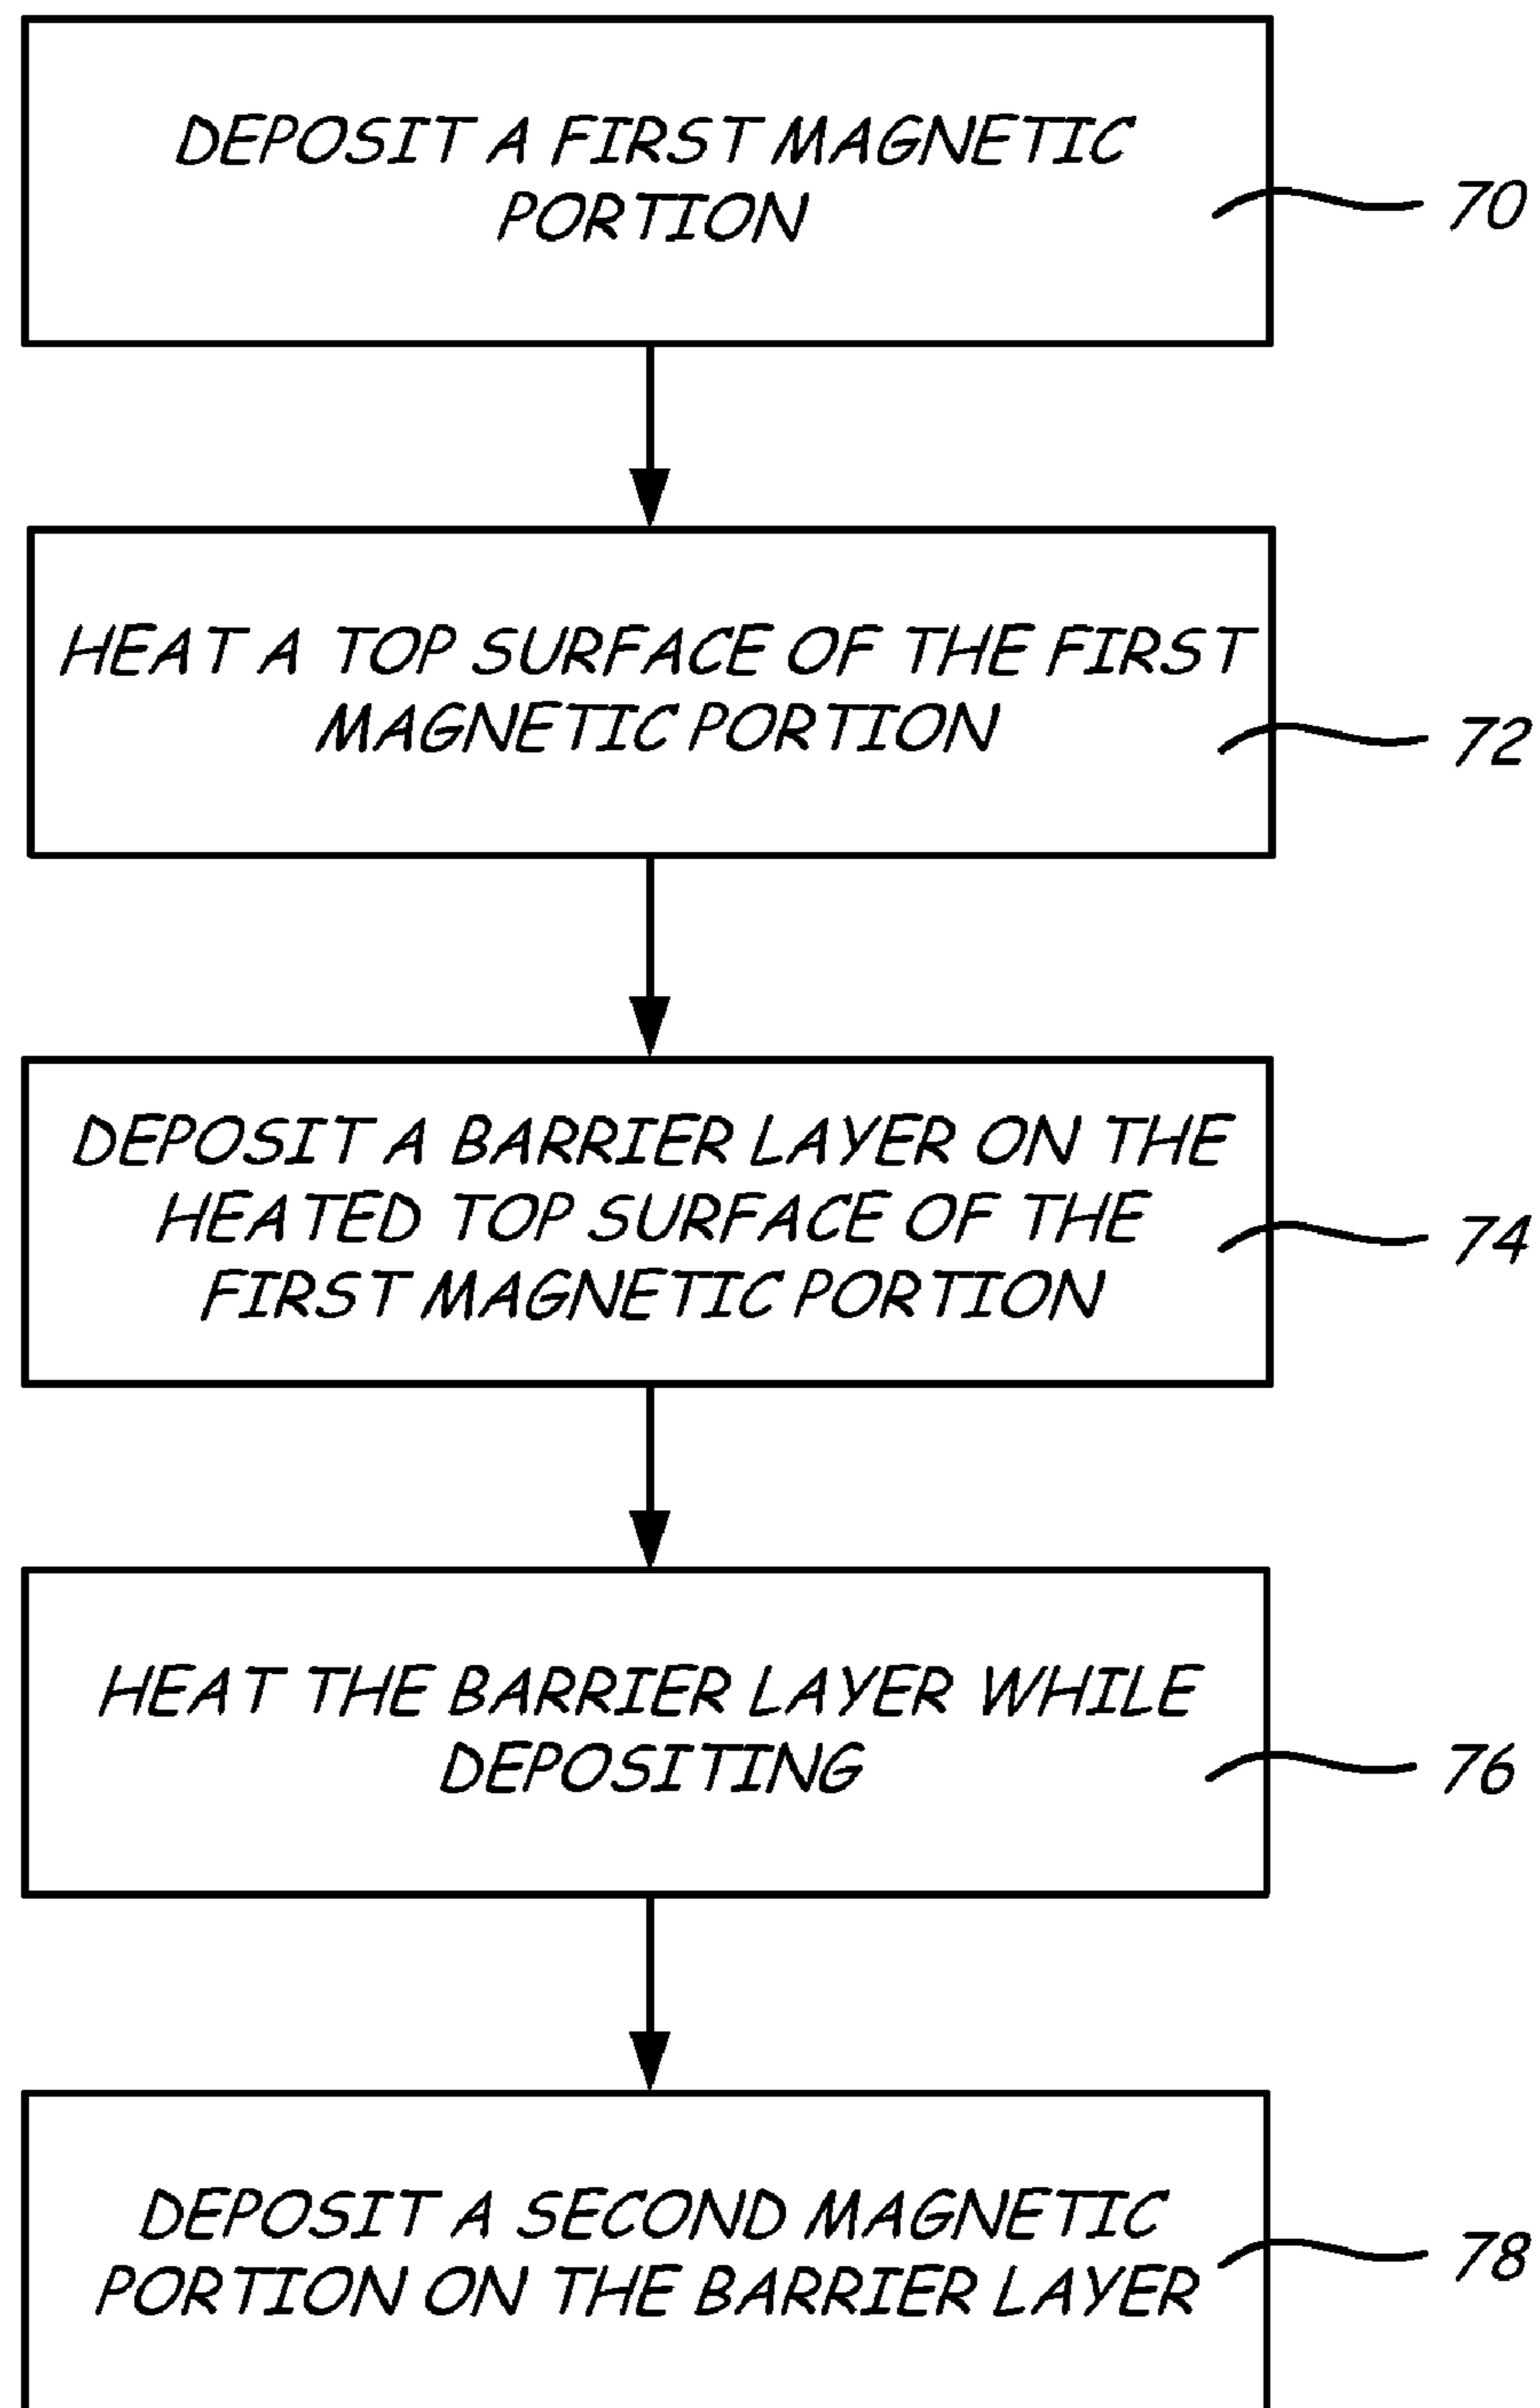 DEPOSIT A FIRST MAGNETIC
PORTION
70
HEAT A TOP SURFACE OF THE FIRST
MAGNETIC PORTION
72
DEPOSIT A BARRIER LAYER ON THE
HEATED TOP SURFACE OF THE
FIRST MAGNETIC PORTION
74
HEAT THE BARRIER LAYER WHILE
DEPOSITING
76
DEPOSIT A SECOND MAGNETIC
PORTION ON THE BARRIER LAYER
78